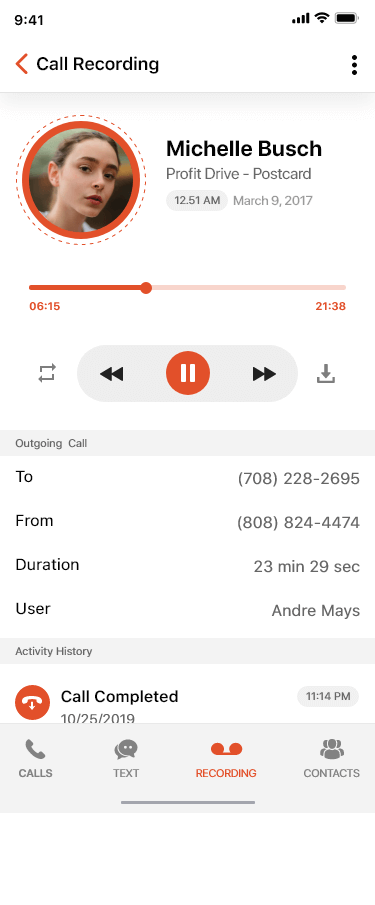 9:41
Call Recording
Michelle Busch
Profit Drive - Postcard
12.51 AM March 9, 2017
06:15 21:38
Outgoing Call
To (708) 228-2695
From (808) 824-4474
Duration 23 min 29 sec
User Andre Mays
Activity History
Call Completed 11:14 PM
10/25/2019
CALLS TEXT RECORDING CONTACTS